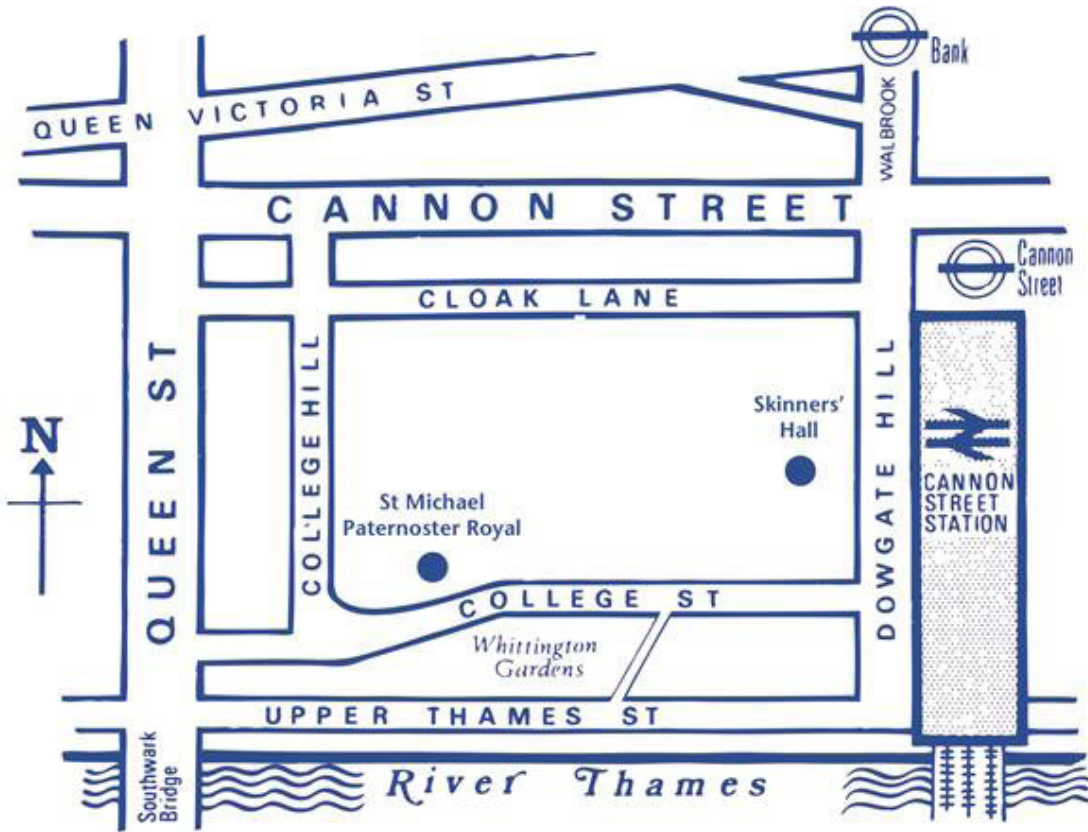 Bank
QUEEN VICTORIA ST
WALBROOK
CANNON STREET
Cannon
Street
CLOAK LANE
QUEEN ST
COLLEGE HILL
DOWGATE HILL
Skinners'
Hall
N
CANNON
STREET
STATION
St Michael
Paternoster Royal
COLLEGE ST
Whittington
Gardens
UPPER THAMES ST
Southwark
Bridge
River Thames